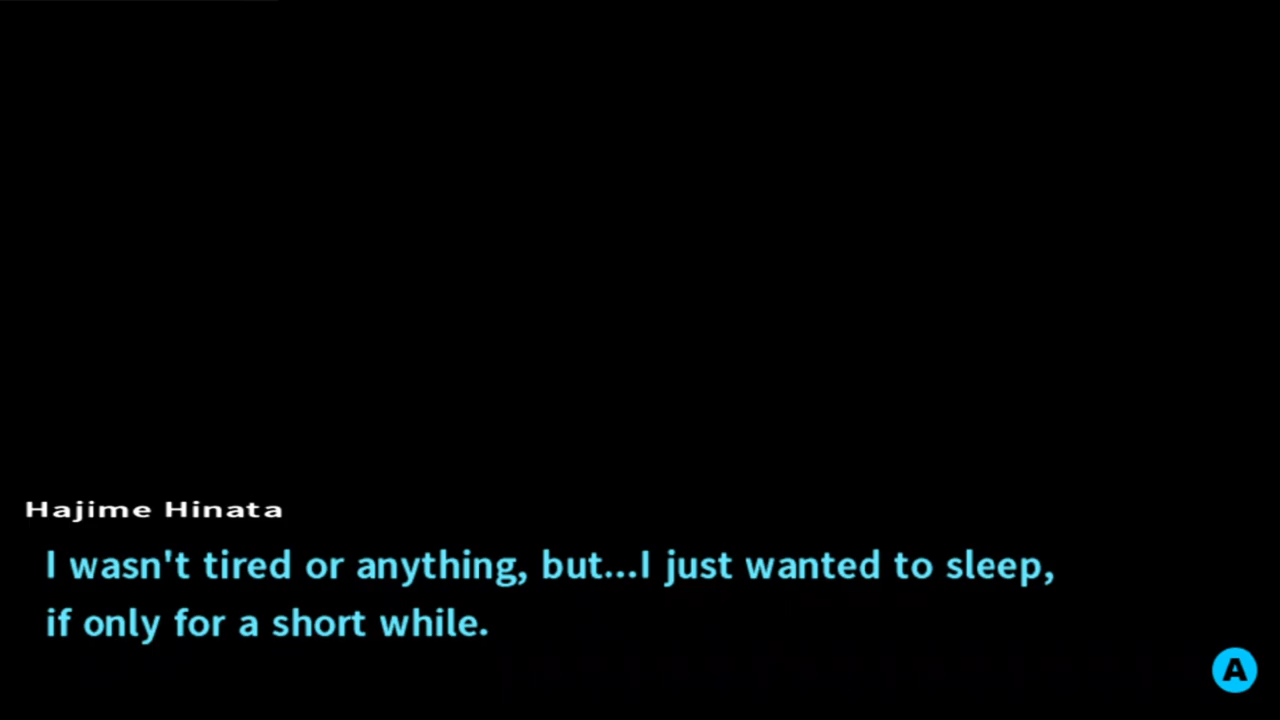 Hajime Hinata
I wasn't tired or anything, but...I just wanted to sleep,
if only for a short while.
A